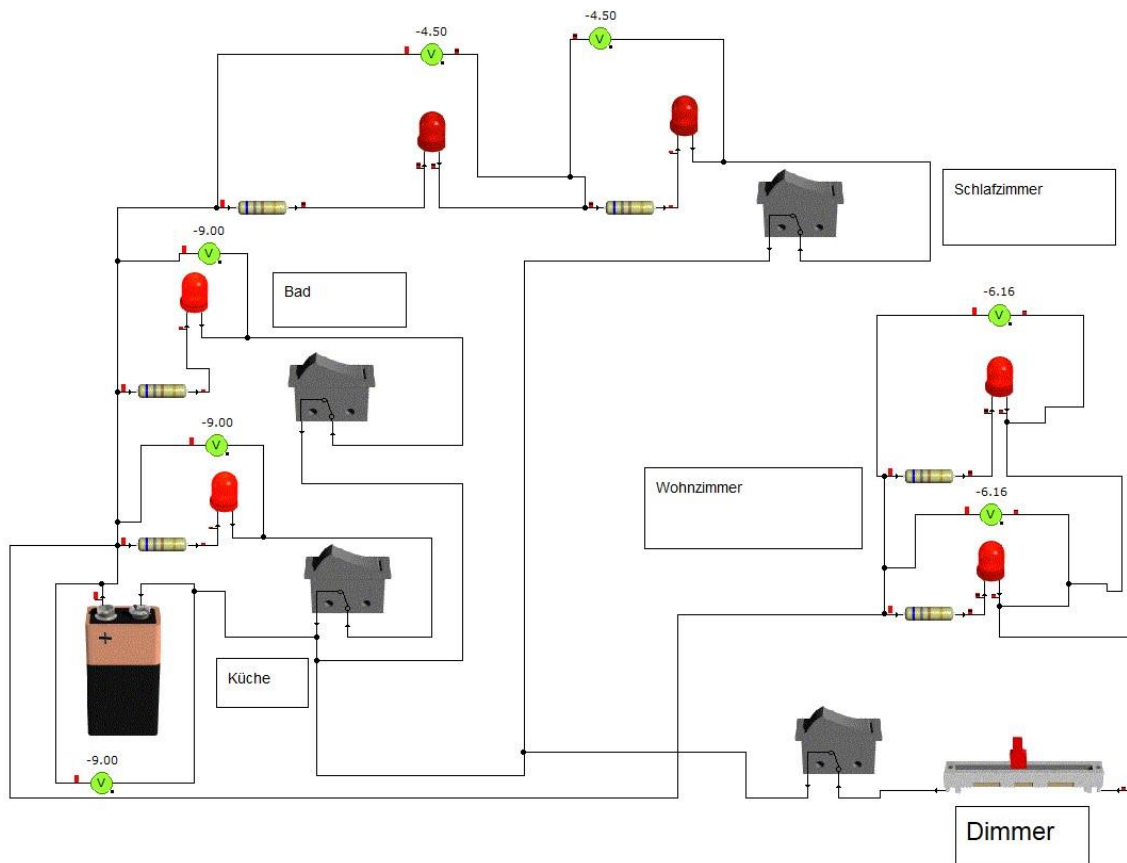 -4.50
-4.50
V
V
Schlafzimmer
-9.00
V
Bad
-6.16
V
-9.00
V
Wohnzimmer
-6.16
V
+
Küche
-9.00
V
Dimmer